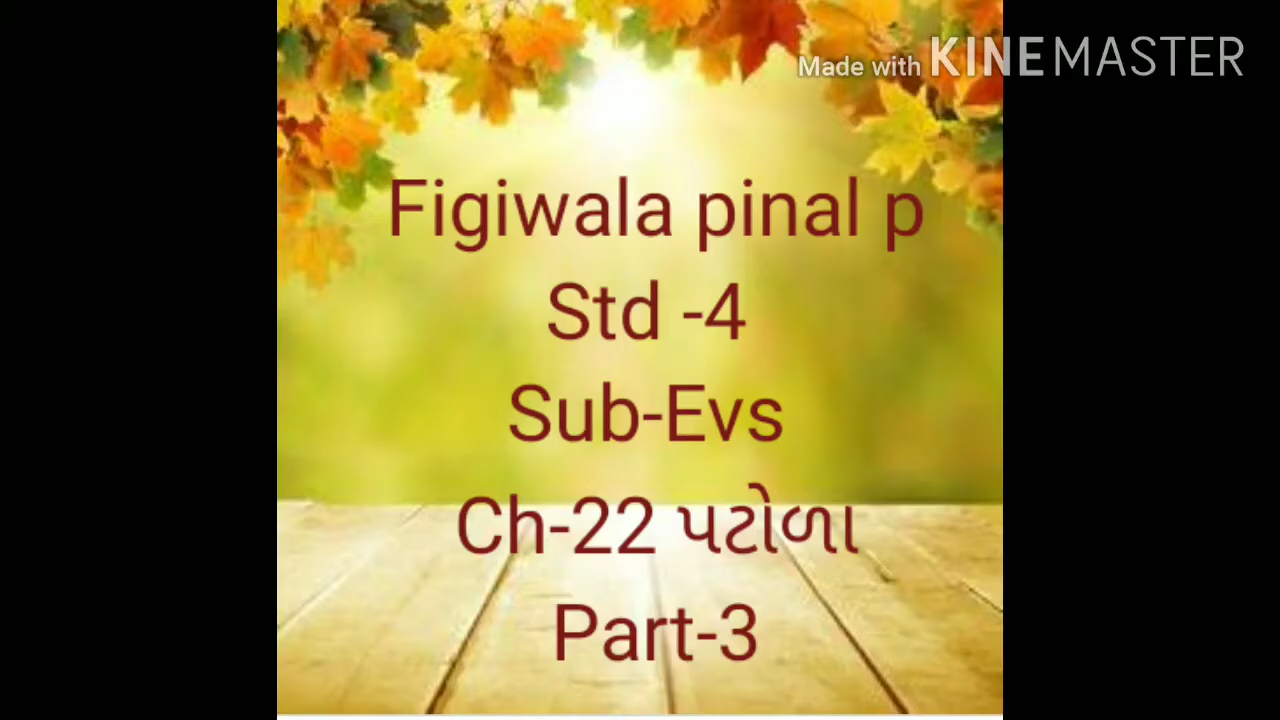 Made with KINEMASTER
Figiwala pinal p
Std -4
Sub-Evs
Ch-22 પટોળા
Part-3